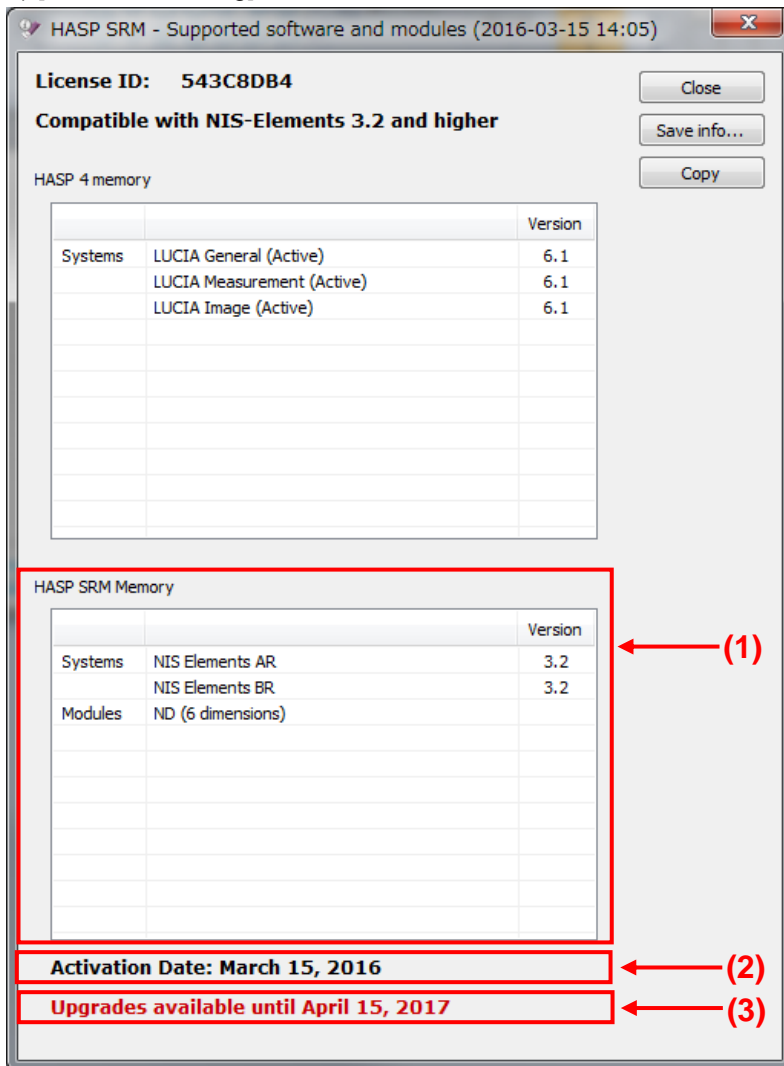 HASP SRM - Supported software and modules (2016-03-15 14:05)
License ID: 543C8DB4
Close
Compatible with NIS-Elements 3.2 and higher
Save info...
HASP 4 memory
Copy
Version
Systems LUCIA General (Active) 6.1
LUCIA Measurement (Active) 6.1
LUCIA Image (Active) 6.1
HASP SRM Memory
Version
(1)
Systems NIS Elements AR 3.2
NIS Elements BR 3.2
Modules ND (6 dimensions)
Activation Date: March 15, 2016
(2)
Upgrades available until April 15, 2017
(3)